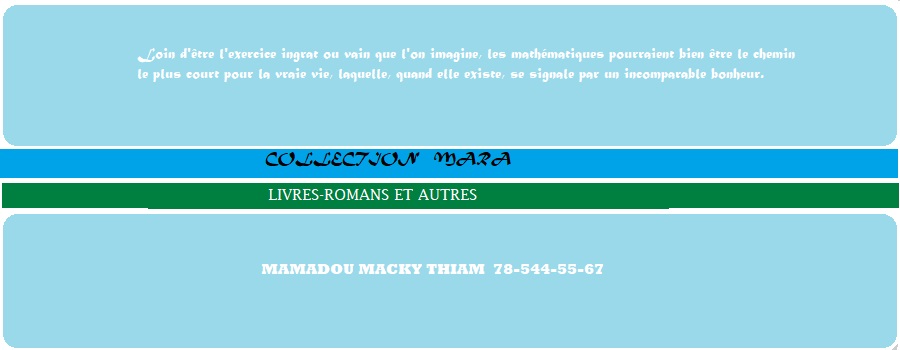 Loin d'être l'exercice ingrat ou vain que l'on imagine, les mathématiques pourraient bien être le chemin
le plus court pour la vraie vie, laquelle, quand elle existe, se signale par un incomparable bonheur.
COLLECTION MARA
LIVRES-ROMANS ET AUTRES
MAMADOU MACKY THIAM 78-544-55-67